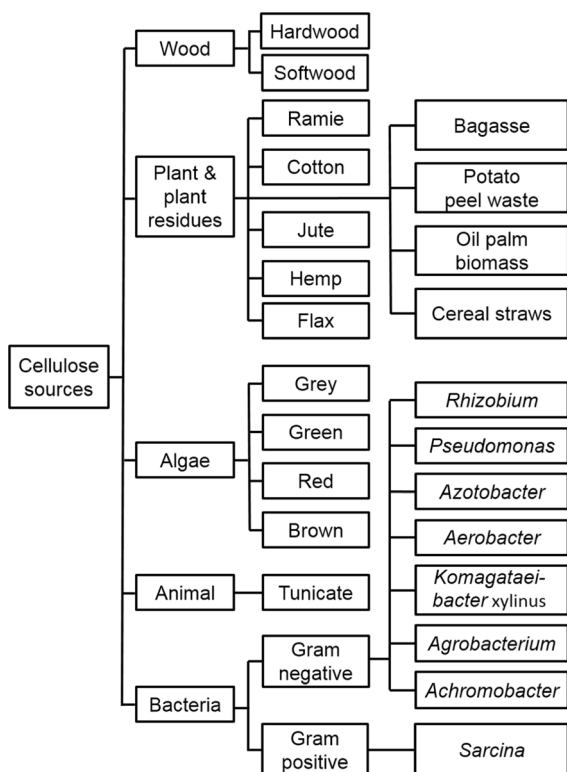 Cellulose
sources
Wood
Hardwood
Softwood
Plant &
plant
residues
Ramie
Cotton
Jute
Hemp
Flax
Bagasse
Potato
peel waste
Oil palm
biomass
Cereal straws
Algae
Grey
Green
Red
Brown
Animal
Tunicate
Bacteria
Gram
negative
Rhizobium
Pseudomonas
Azotobacter
Aerobacter
Komagataei-
bacter xylinus
Agrobacterium
Achromobacter
Gram
positive
Sarcina